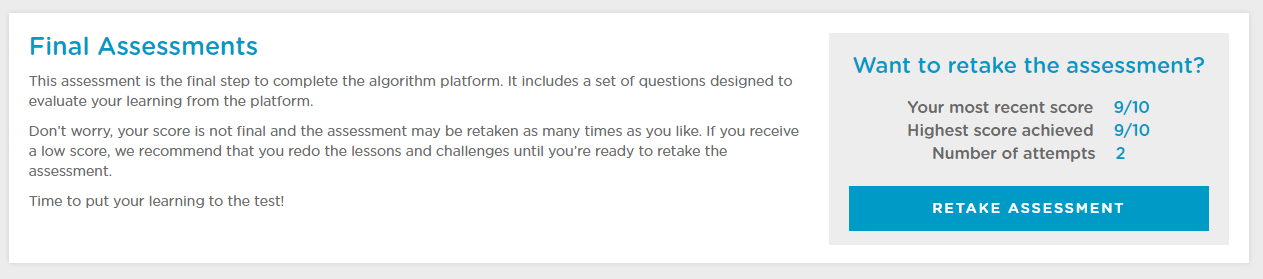 Final Assessments
This assessment is the final step to complete the algorithm platform. It includes a set of questions designed to
evaluate your learning from the platform.
Don’t worry, your score is not final and the assessment may be retaken as many times as you like. If you receive
a low score, we recommend that you redo the lessons and challenges until you’re ready to retake the
assessment.
Time to put your learning to the test!
Want to retake the assessment?
Your most recent score 9/10
Highest score achieved 9/10
Number of attempts 2
RETAKE ASSESSMENT